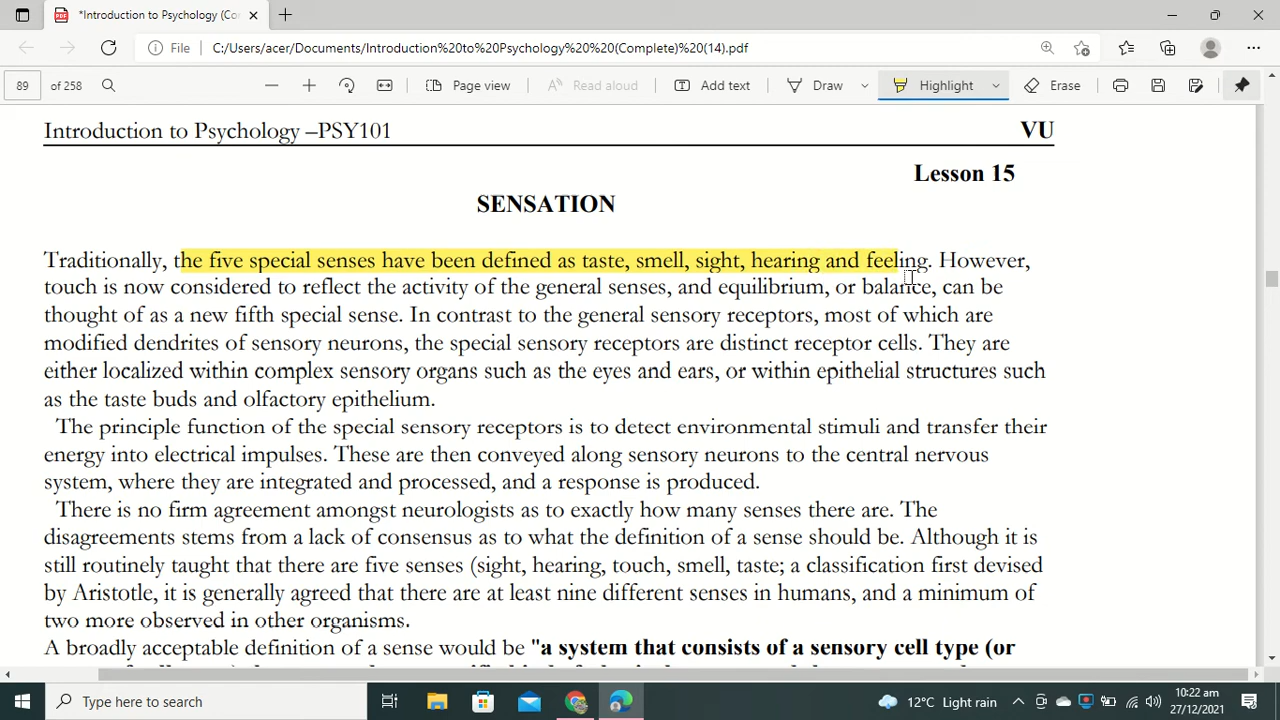 *Introduction to Psychology (Co
File C:/Users/acer/Documents/Introduction%20to%20Psychology%20%20(Complete)%20(14).pdf
89 of 258 Page view Read aloud Add text Draw Highlight Erase
Introduction to Psychology –PSY101 VU
Lesson 15
SENSATION
Traditionally, the five special senses have been defined as taste, smell, sight, hearing and feeling. However,
touch is now considered to reflect the activity of the general senses, and equilibrium, or balance, can be
thought of as a new fifth special sense. In contrast to the general sensory receptors, most of which are
modified dendrites of sensory neurons, the special sensory receptors are distinct receptor cells. They are
either localized within complex sensory organs such as the eyes and ears, or within epithelial structures such
as the taste buds and olfactory epithelium.
The principle function of the special sensory receptors is to detect environmental stimuli and transfer their
energy into electrical impulses. These are then conveyed along sensory neurons to the central nervous
system, where they are integrated and processed, and a response is produced.
There is no firm agreement amongst neurologists as to exactly how many senses there are. The
disagreements stems from a lack of consensus as to what the definition of a sense should be. Although it is
still routinely taught that there are five senses (sight, hearing, touch, smell, taste; a classification first devised
by Aristotle, it is generally agreed that there are at least nine different senses in humans, and a minimum of
two more observed in other organisms.
A broadly acceptable definition of a sense would be "a system that consists of a sensory cell type (or
Type here to search 12°C Light rain 10:22 am
27/12/2021